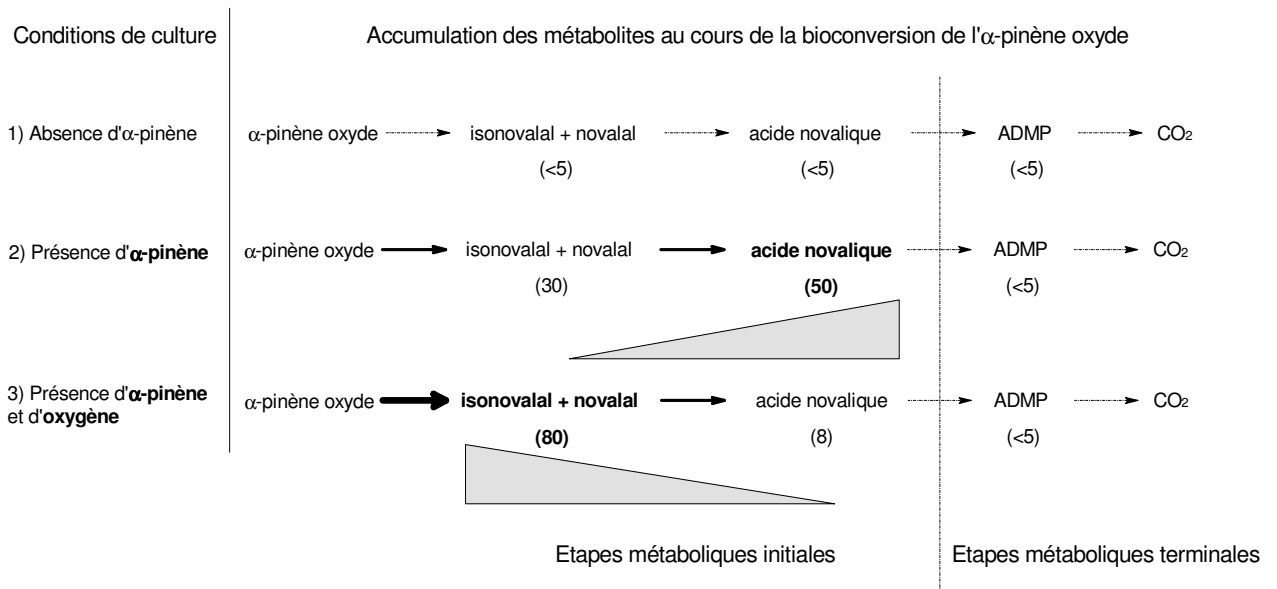 Conditions de culture
Accumulation des métabolites au cours de la bioconversion de l'α-pinène oxyde
1) Absence d'α-pinène
α-pinène oxyde isonovalal + novalal acide novalique ADMP CO2
(<5) (<5) (<5)
2) Présence d'α-pinène
α-pinène oxyde isonovalal + novalal acide novalique ADMP CO2
(30) (50) (<5)
3) Présence d'α-pinène
et d'oxygène
α-pinène oxyde isonovalal + novalal acide novalique ADMP CO2
(80) (8) (<5)
Etapes métaboliques initiales
Etapes métaboliques terminales